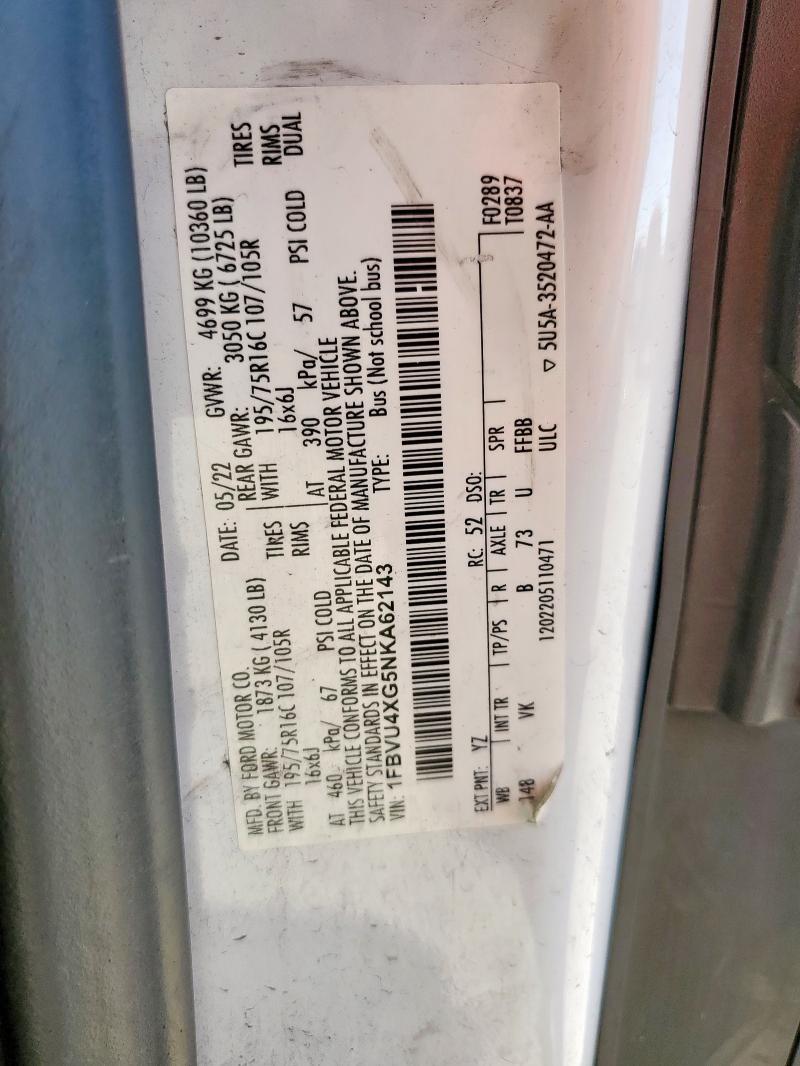 MFD. BY FORD MOTOR CO. DATE: 05/22 GVWR: 4699 KG (10360 LB)
FRONT GAWR: 1873 KG ( 4130 LB) REAR GAWR: 3050 KG ( 6725 LB)
WITH 195/75R16C 107/105R TIRES WITH 195/75R16C 107/105R TIRES
16x6J RIMS 16x6J RIMS
AT 460 kPa/ 67 PSI COLD AT 390 kPa/ 57 PSI COLD DUAL
THIS VEHICLE CONFORMS TO ALL APPLICABLE FEDERAL MOTOR VEHICLE
SAFETY STANDARDS IN EFFECT ON THE DATE OF MANUFACTURE SHOWN ABOVE.
VIN: 1FBVU4XG5NKA62143 TYPE: Bus (Not school bus)
EXT PNT: YZ RC: 52 DSO: F0289
WB INT TR TP/PS R AXLE TR SPR T0837
148 VK B 73 U FFBB
1202205110471 ULC ▽ 5U5A-3520472-AA